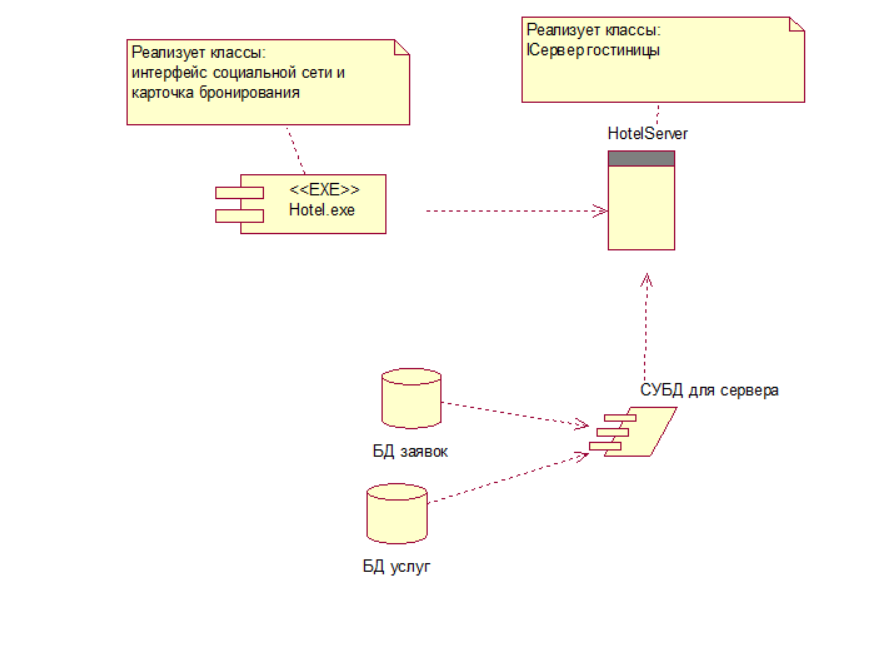 Реализует классы:
интерфейс социальной сети и
карточка бронирования
Реализует классы:
IСервер гостиницы
HotelServer
<<EXE>>
Hotel.exe
СУБД для сервера
БД заявок
БД услуг